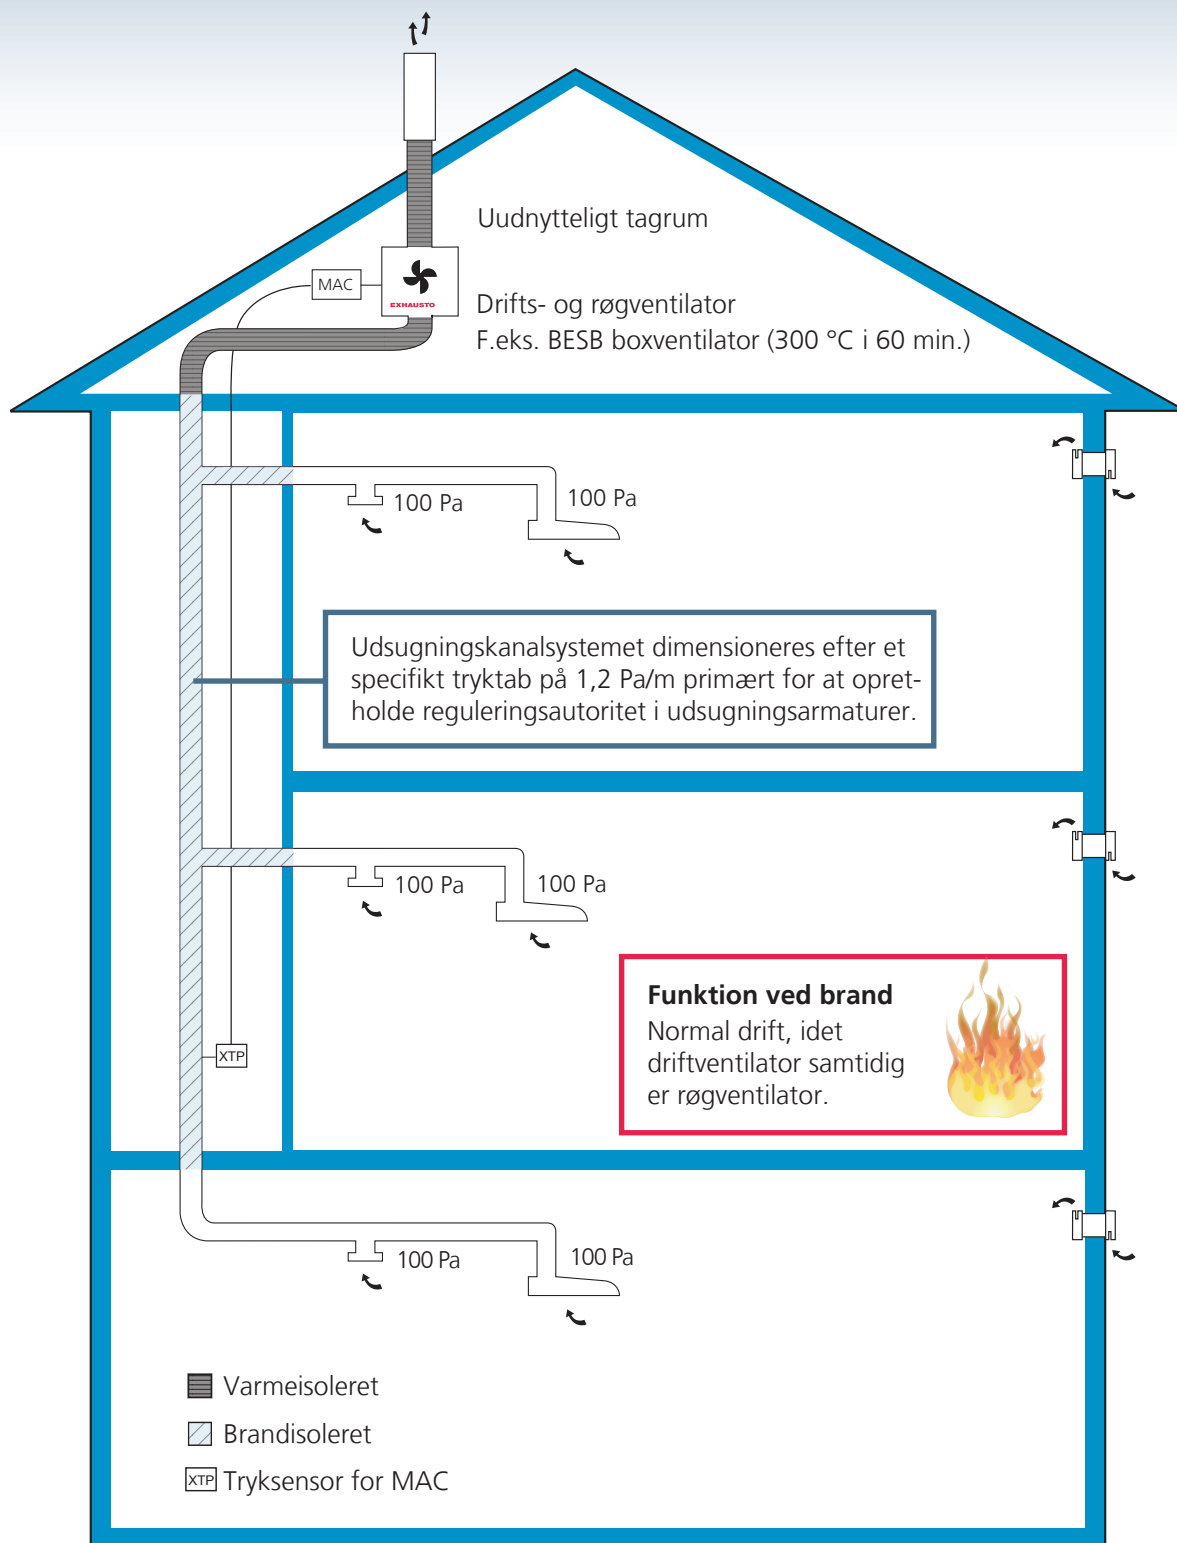 Uudnytteligt tagrum
MAC
EXHAUSTO
Drifts- og røgventilator
F.eks. BESB boxventilator (300 °C i 60 min.)
100 Pa
100 Pa
Udsugningskanalsystemet dimensioneres efter et
specifikt tryktab på 1,2 Pa/m primært for at opret-
holde reguleringsautoritet i udsugningsarmaturer.
100 Pa
100 Pa
Funktion ved brand
Normal drift, idet
driftventilator samtidig
er røgventilator.
XTP
100 Pa
100 Pa
Varmeisoleret
Brandisoleret
XTP Tryksensor for MAC